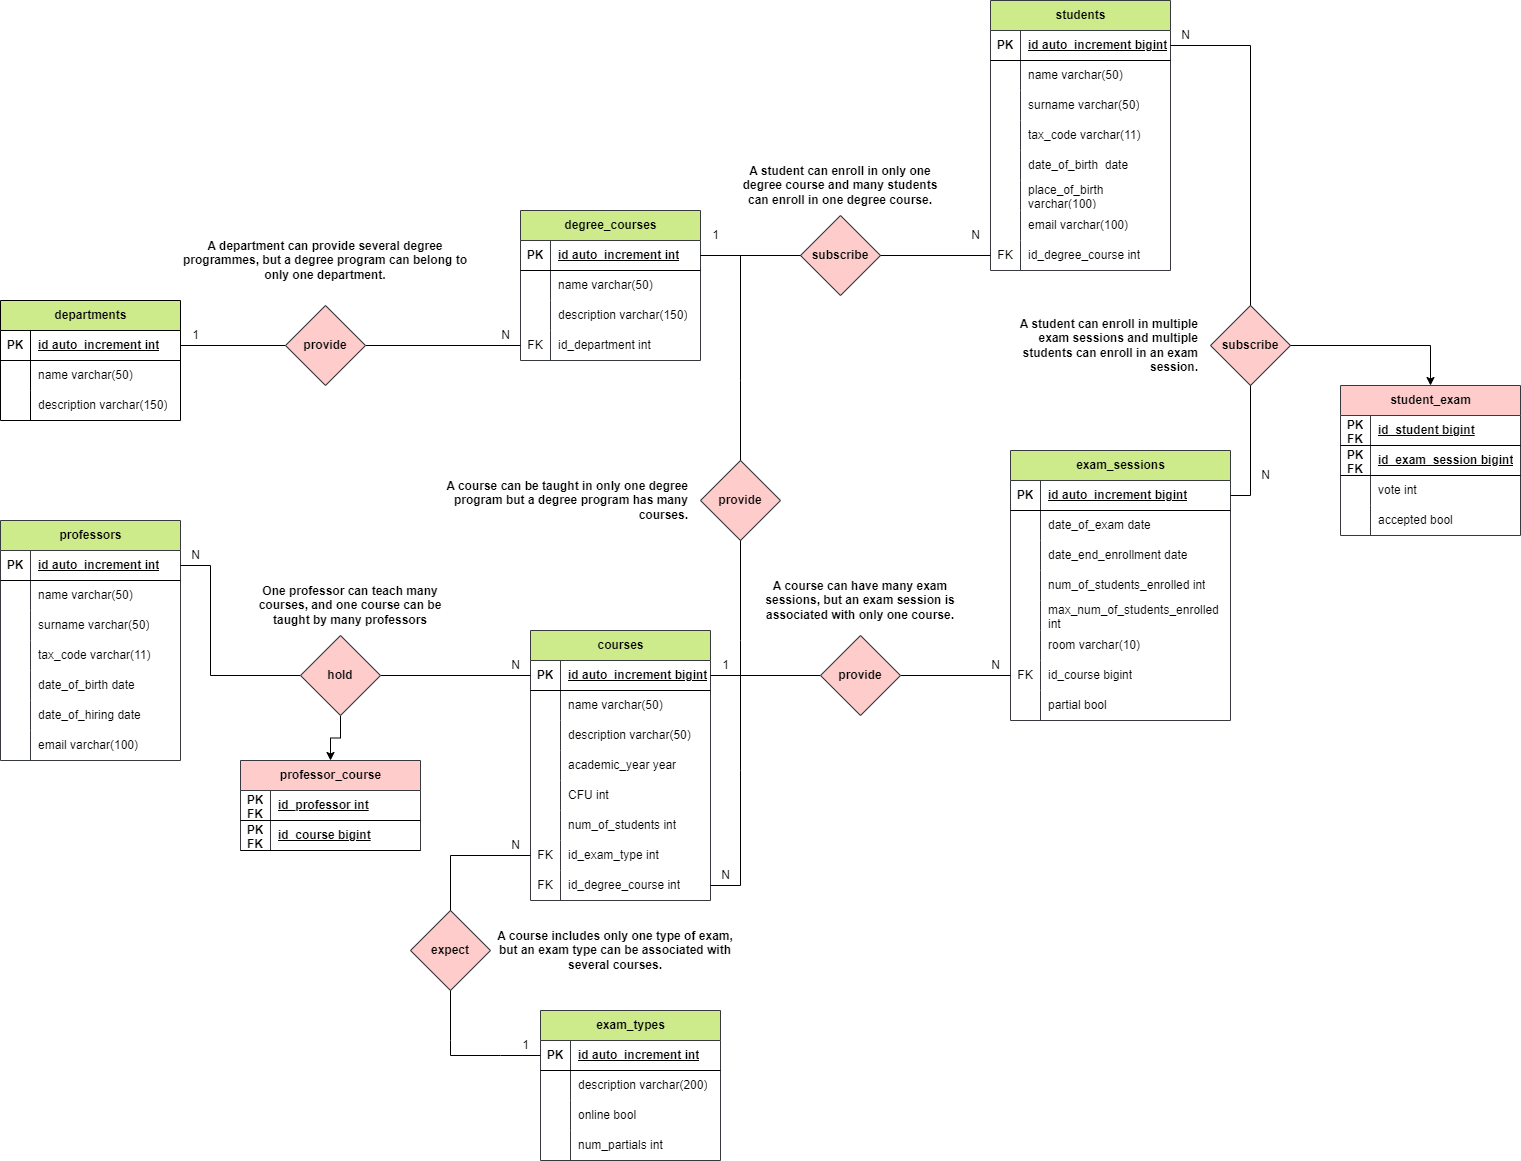 students
PK id auto_increment bigint
name varchar(50)
surname varchar(50)
tax_code varchar(11)
date_of_birth  date
place_of_birth
varchar(100)
email varchar(100)
FK id_degree_course int
N
N
A student can enroll in only one
degree course and many students
can enroll in one degree course.
subscribe
1
degree_courses
PK id auto_increment int
name varchar(50)
description varchar(150)
FK id_department int
A department can provide several degree
programmes, but a degree program can belong to
only one department.
departments
PK id auto_increment int
name varchar(50)
description varchar(150)
1
provide
N
A student can enroll in multiple
exam sessions and multiple
students can enroll in an exam
session.
subscribe
student_exam
PK
FK
id_student bigint
PK
FK
id_exam_session bigint
vote int
accepted bool
N
exam_sessions
PK id auto_increment bigint
date_of_exam date
date_end_enrollment date
num_of_students_enrolled int
max_num_of_students_enrolled
int
room varchar(10)
FK id_course bigint
partial bool
A course can be taught in only one degree
program but a degree program has many
courses.
provide
professors
PK id auto_increment int
name varchar(50)
surname varchar(50)
tax_code varchar(11)
date_of_birth date
date_of_hiring date
email varchar(100)
N
One professor can teach many
courses, and one course can be
taught by many professors
hold
N
professor_course
PK
FK
id_professor int
PK
FK
id_course bigint
A course can have many exam
sessions, but an exam session is
associated with only one course.
1
provide
N
courses
PK id auto_increment bigint
name varchar(50)
description varchar(50)
academic_year year
CFU int
num_of_students int
FK id_exam_type int
FK id_degree_course int
N
N
expect
A course includes only one type of exam,
but an exam type can be associated with
several courses.
1
exam_types
PK id auto_increment int
description varchar(200)
online bool
num_partials int